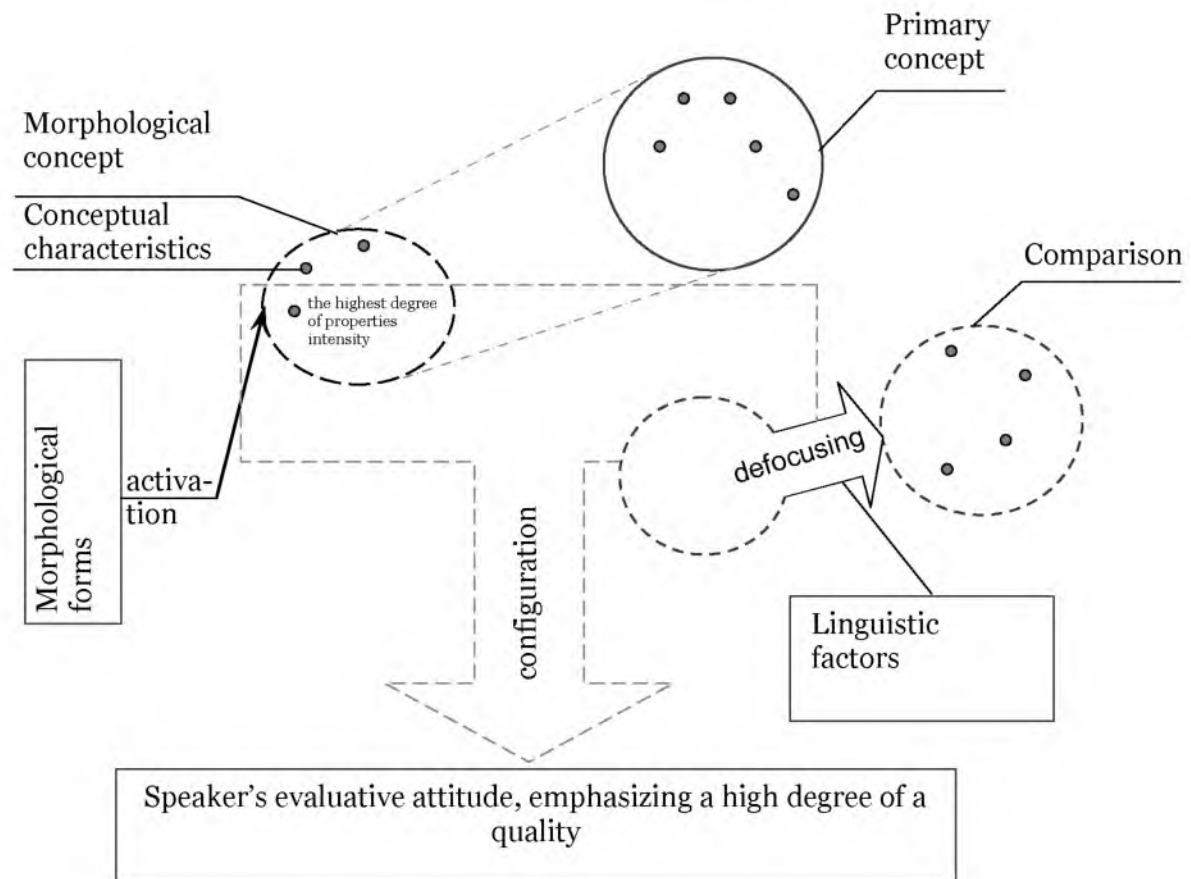 Primary
concept
Morphological
concept
Conceptual
characteristics
Comparison
the highest degree
of properties
intensity
Morphological
forms
activa-
tion
defocusing
configuration
Linguistic
factors
Speaker's evaluative attitude, emphasizing a high degree of a
quality